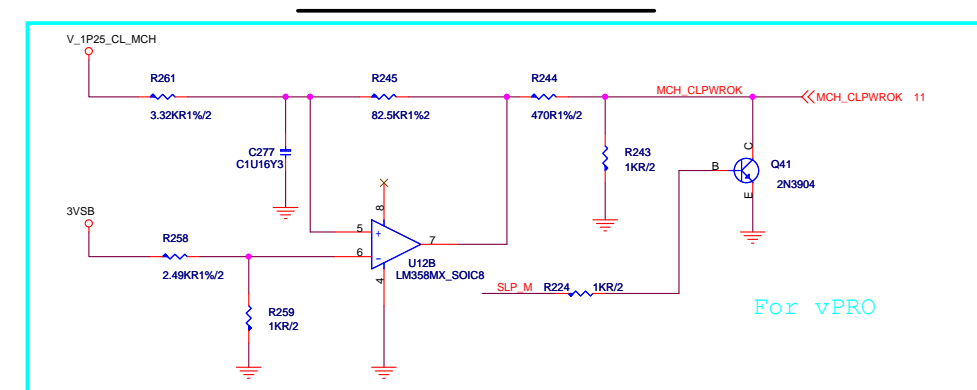 V_1P25_CL_MCH
R261
3.32KR1%/2
R245
82.5KR1%2
R244
470R1%/2
MCH_CLPWROK
MCH_CLPWROK 11
C277
C1U16Y3
R243
1KR/2
C
B
E
Q41
2N3904
3VSB
R258
2.49KR1%/2
8
5
+
6
-
7
4
U12B
LM358MX_SOIC8
R259
1KR/2
SLP_M
R224
1KR/2
For vPRO